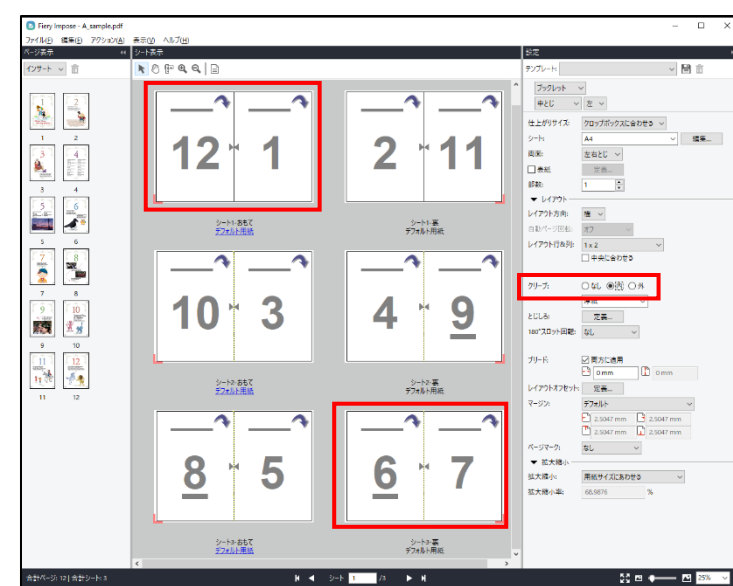 Fiery Impose - A_sample.pdf
ファイル(F) 編集(E) アクション(A) 表示(V) ヘルプ(H)
ページ表示
インサート
1 2
1 2
3 4
3 4
5 6
5 6
7 8
7 8
9 10
9 10
11 12
11 12
シート表示
12 1
シート1-おもて
デフォルト用紙
2 11
シート1-裏
デフォルト用紙
10 3
シート2-おもて
デフォルト用紙
4 9
シート2-裏
デフォルト用紙
8 5
シート3-おもて
デフォルト用紙
6 7
シート3-裏
デフォルト用紙
設定
テンプレート:
ブックレット
中とじ 左
仕上がりサイズ: クロップボックスに合わせる
シート: A4 編集...
両面: 左右とじ
表紙 定義...
部数: 1
レイアウト
レイアウト方向: 横
自動ページ回転: オフ
レイアウト行&列: 1 x 2
中央に合わせる
クリープ: なし 内 外
厚紙
とじしろ: 定義...
180°スロット回転: なし
ブリード: 両方に適用
0 mm 0 mm
レイアウトオフセット: 定義...
マージン: デフォルト
2.5047 mm 2.5047 mm
2.5047 mm 2.5047 mm
ページマーク: なし
拡大縮小
拡大縮小: 用紙サイズにあわせる
拡大縮小率: 68.9876 %
合計ページ: 12 | 合計シート: 3
シート 1 /3
25%